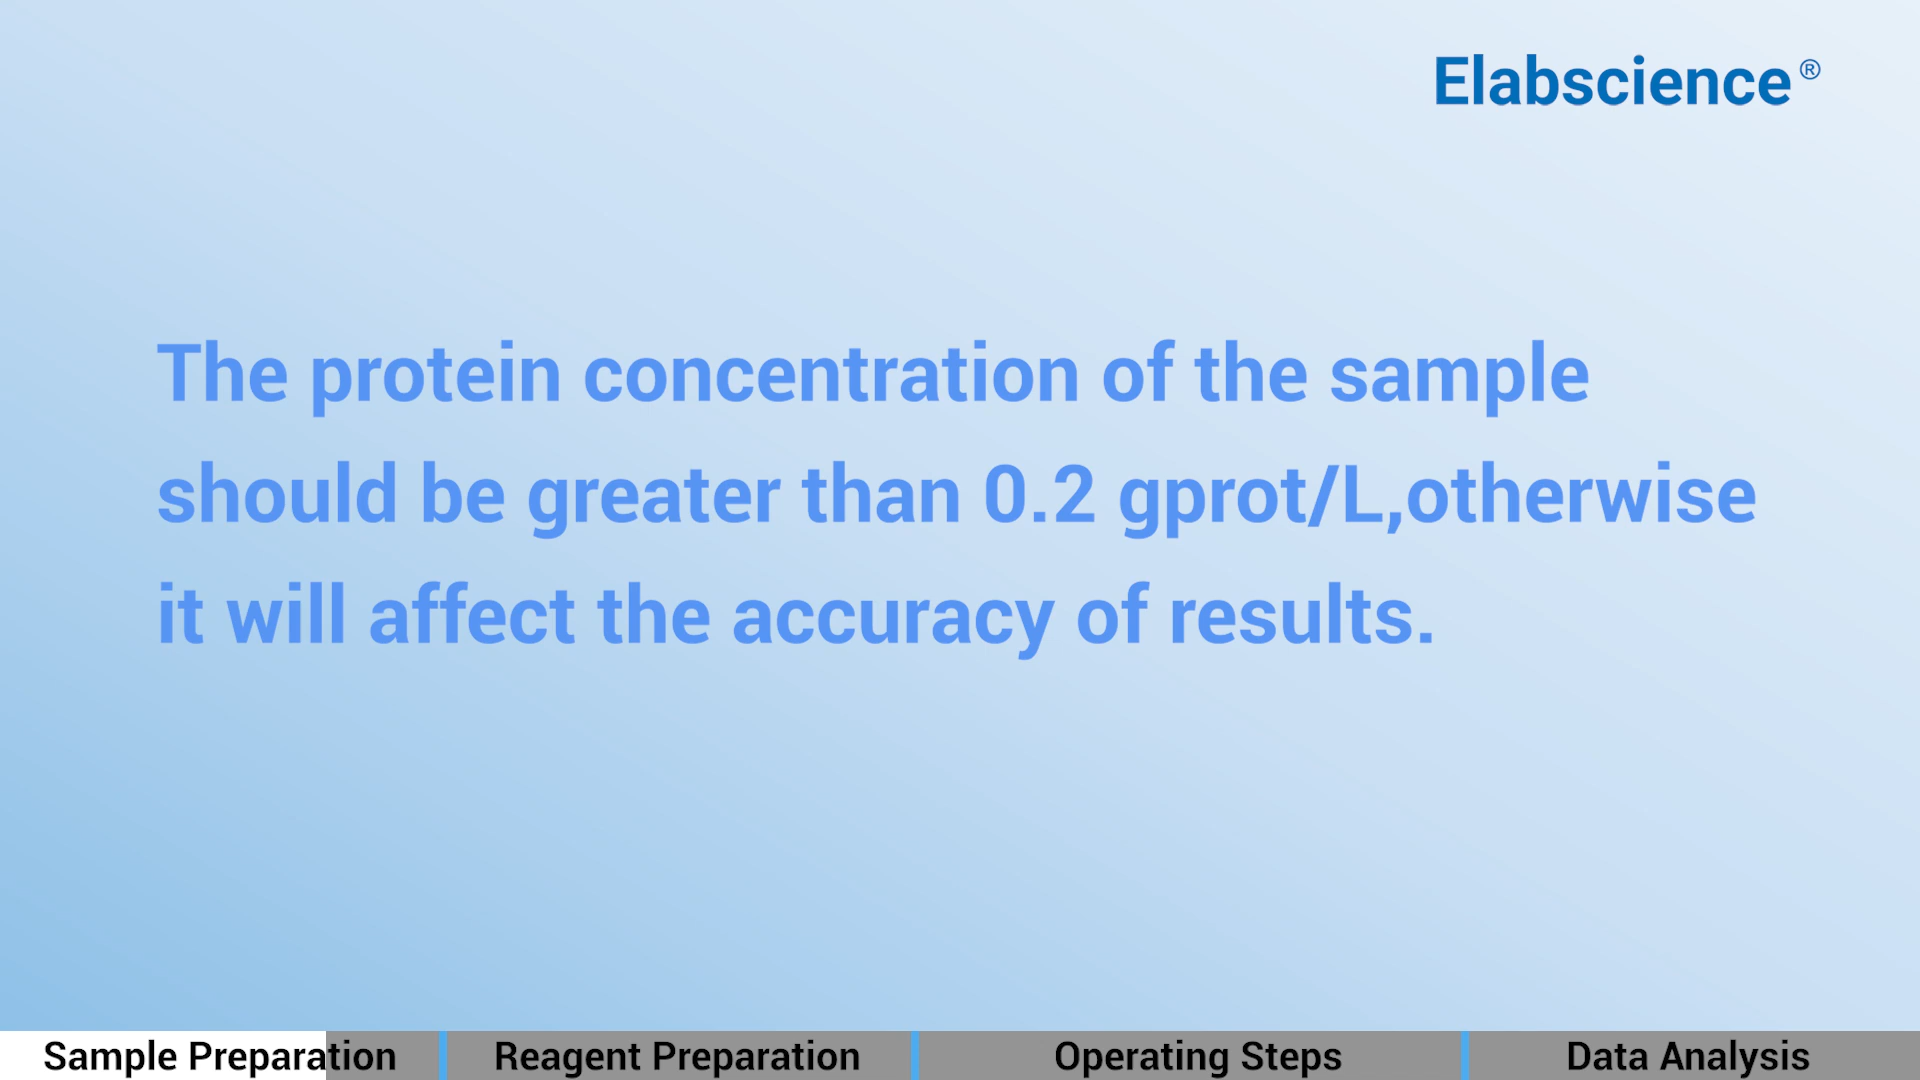 Elabscience®
The protein concentration of the sample
should be greater than 0.2 gprot/L,otherwise
it will affect the accuracy of results.
Sample Preparation Reagent Preparation Operating Steps Data Analysis